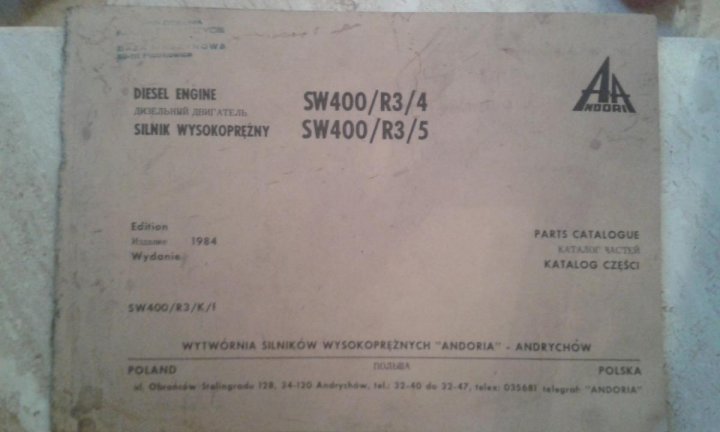 DIESEL ENGINE SW400/R3/4
ДИЗЕЛЬНЫЙ ДВИГАТЕЛЬ
SILNIK WYSOKOPRĘŻNY SW400/R3/5
ANDORIA
Edition
Издание 1984
Wydanie
PARTS CATALOGUE
КАТАЛОГ ЧАСТЕЙ
KATALOG CZĘŚCI
SW400/R3/K/1
WYTWÓRNIA SILNIKÓW WYSOKOPRĘŻNYCH "ANDORIA" - ANDRYCHÓW
POLAND ПОЛЬША POLSKA
ul. Obrońców Stalingradu 128, 34-120 Andrychów, tel.: 32-40 do 32-47, telex: 035681 telegraf: "ANDORIA"